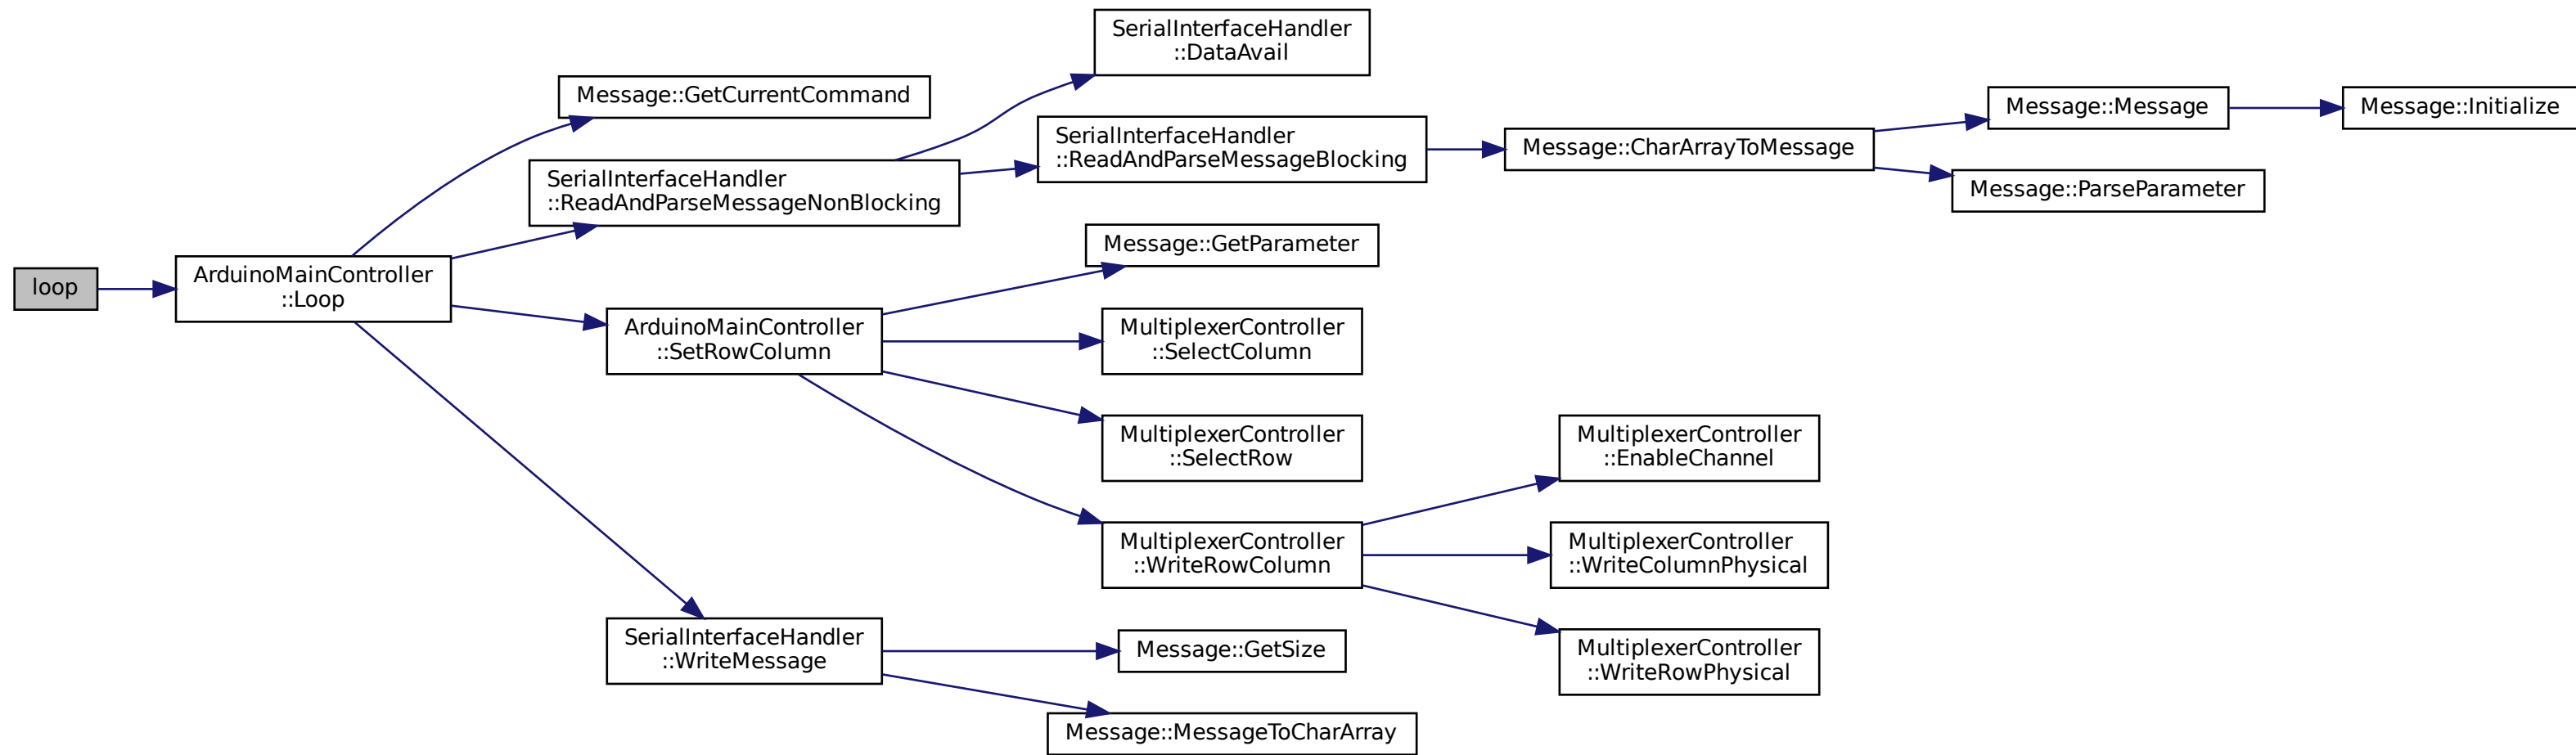 loop
ArduinoMainController
::Loop
Message::GetCurrentCommand
SerialInterfaceHandler
::ReadAndParseMessageNonBlocking
ArduinoMainController
::SetRowColumn
SerialInterfaceHandler
::WriteMessage
SerialInterfaceHandler
::DataAvail
SerialInterfaceHandler
::ReadAndParseMessageBlocking
Message::GetParameter
MultiplexerController
::SelectColumn
MultiplexerController
::SelectRow
MultiplexerController
::WriteRowColumn
Message::GetSize
Message::MessageToCharArray
Message::CharArrayToMessage
MultiplexerController
::EnableChannel
MultiplexerController
::WriteColumnPhysical
MultiplexerController
::WriteRowPhysical
Message::Message
Message::ParseParameter
Message::Initialize